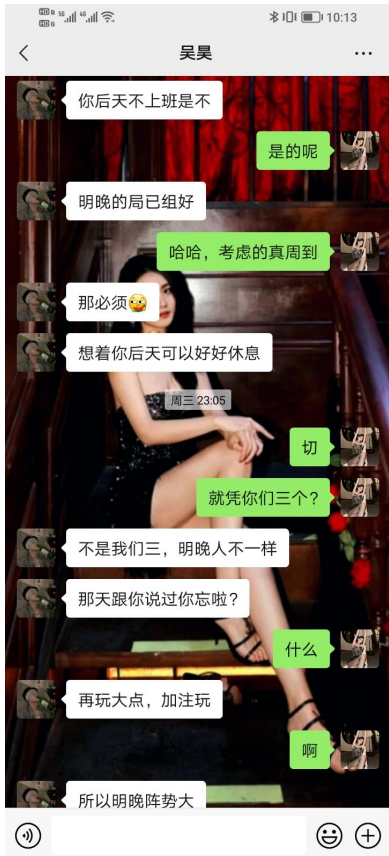 HD 5G 4G 10:13
吴昊
你后天不上班是不
是的呢
明晚的局已组好
哈哈，考虑的真周到
那必须
想着你后天可以好好休息
周三 23:05
切
就凭你们三个？
不是我们三，明晚人不一样
那天跟你说过你忘啦？
什么
再玩大点，加注玩
啊
所以明晚阵势大